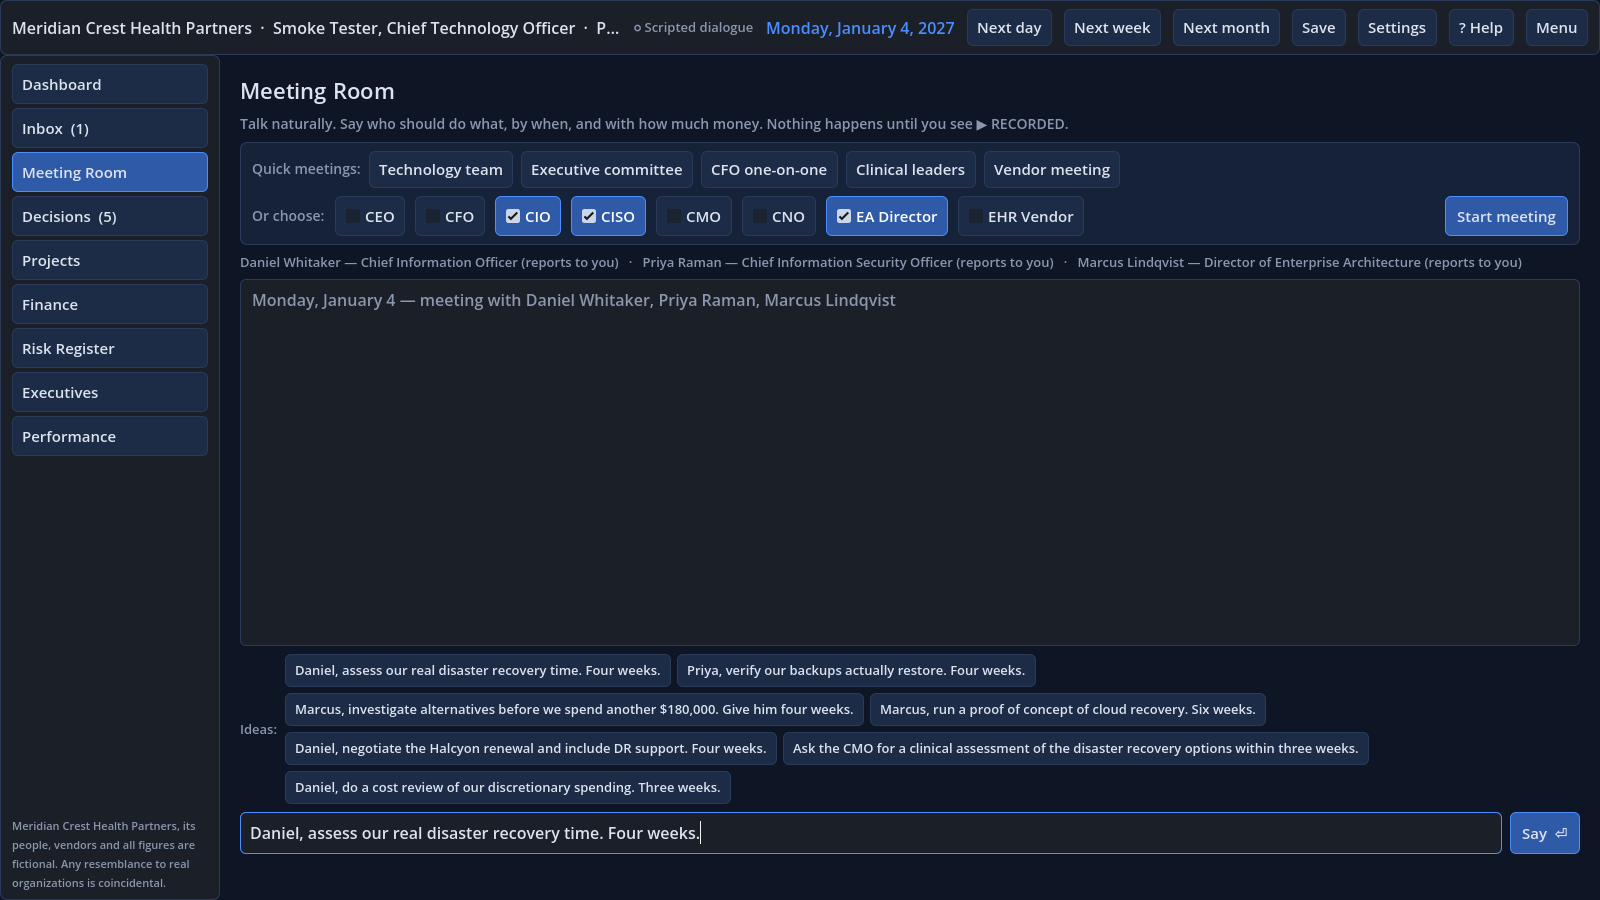 Meridian Crest Health Partners · Smoke Tester, Chief Technology Officer · P... Scripted dialogue Monday, January 4, 2027 Next day Next week Next month Save Settings ? Help Menu
Dashboard
Inbox (1)
Meeting Room
Decisions (5)
Projects
Finance
Risk Register
Executives
Performance
Meridian Crest Health Partners, its
people, vendors and all figures are
fictional. Any resemblance to real
organizations is coincidental.
Meeting Room
Talk naturally. Say who should do what, by when, and with how much money. Nothing happens until you see ▶ RECORDED.
Quick meetings: Technology team Executive committee CFO one-on-one Clinical leaders Vendor meeting
Or choose: CEO CFO CIO CISO CMO CNO EA Director EHR Vendor Start meeting
Daniel Whitaker — Chief Information Officer (reports to you) · Priya Raman — Chief Information Security Officer (reports to you) · Marcus Lindqvist — Director of Enterprise Architecture (reports to you)
Monday, January 4 — meeting with Daniel Whitaker, Priya Raman, Marcus Lindqvist
Ideas:
Daniel, assess our real disaster recovery time. Four weeks. Priya, verify our backups actually restore. Four weeks.
Marcus, investigate alternatives before we spend another $180,000. Give him four weeks. Marcus, run a proof of concept of cloud recovery. Six weeks.
Daniel, negotiate the Halcyon renewal and include DR support. Four weeks. Ask the CMO for a clinical assessment of the disaster recovery options within three weeks.
Daniel, do a cost review of our discretionary spending. Three weeks.
Daniel, assess our real disaster recovery time. Four weeks. Say ⏎